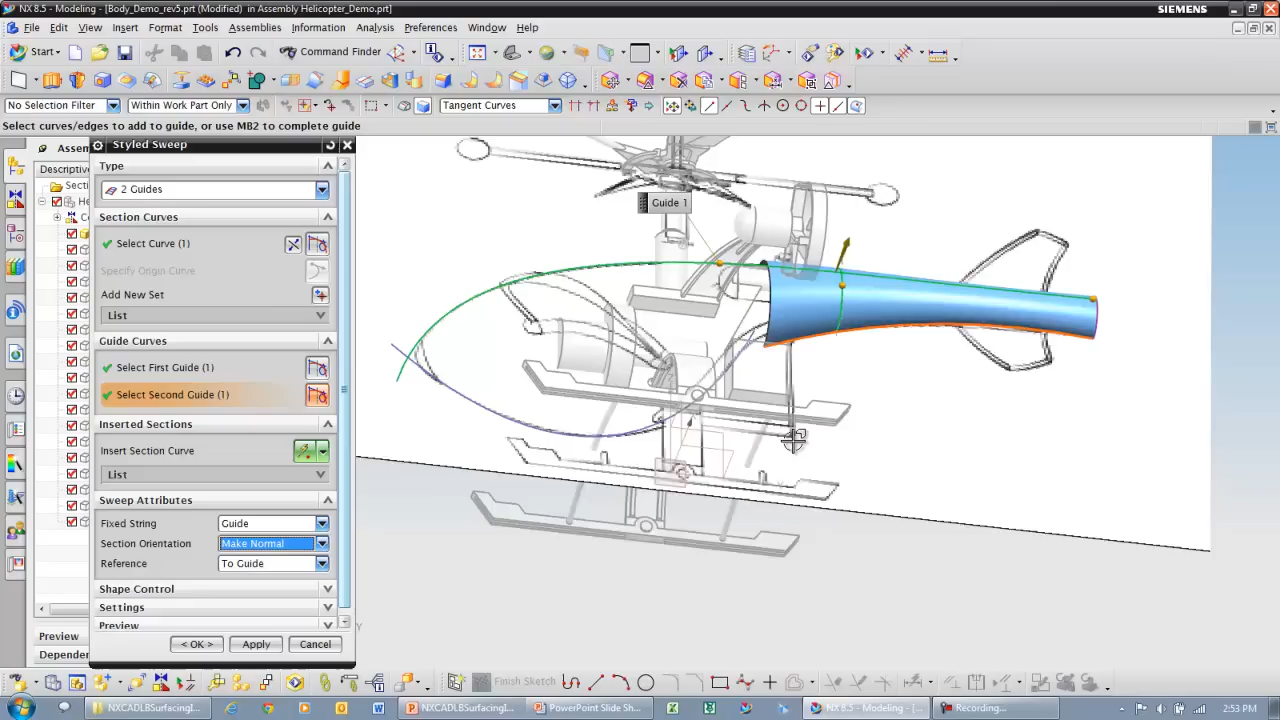 NX 8.5 - Modeling - [Body_Demo_rev5.prt (Modified) in Assembly Helicopter_Demo.prt]
SIEMENS
File Edit View Insert Format Tools Assemblies Information Analysis Preferences Window Help
Start
Command Finder
No Selection Filter
Within Work Part Only
Tangent Curves
Select curves/edges to add to guide, or use MB2 to complete guide
Assem
Styled Sweep
Descriptive
Type
Secti
2 Guides
He
Section Curves
Select Curve (1)
Specify Origin Curve
Add New Set
List
Guide Curves
Select First Guide (1)
Select Second Guide (1)
Inserted Sections
Insert Section Curve
List
Sweep Attributes
Fixed String
Guide
Section Orientation
Make Normal
Reference
To Guide
Shape Control
Settings
Preview
< OK >
Apply
Cancel
Preview
Dependen
Guide 1
Finish Sketch
NXCADLBSurfacingI...
NXCADLBSurfacingI...
PowerPoint Slide Sh...
NX 8.5 - Modeling - ...
Recording...
2:53 PM